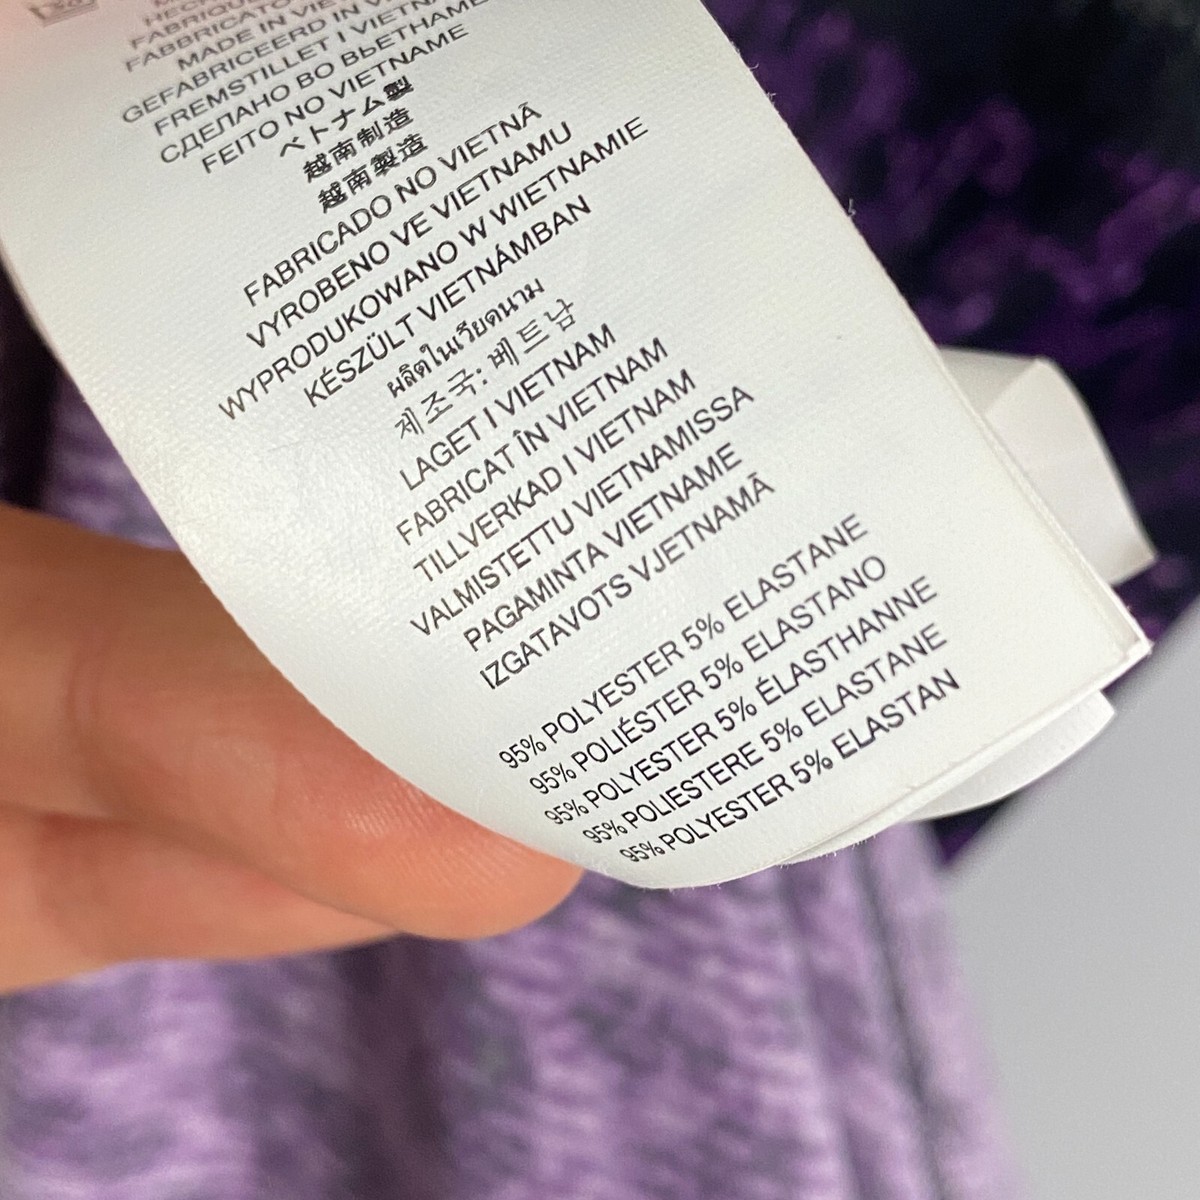 FABRIQUÉ
FABBRICATO
MADE IN VIETNAM
GEFABRICEERD IN
FREMSTILLET I VIETNAM
СДЕЛАНО ВО ВЬЕТНАМЕ
FEITO NO VIETNAME
ベトナム製
越南制造
越南製造
FABRICADO NO VIETNÃ
VYROBENO VE VIETNAMU
WYPRODUKOWANO W WIETNAMIE
KÉSZÜLT VIETNÁMBAN
ผลิตในเวียดนาม
제조국: 베트남
LAGET I VIETNAM
FABRICAT ÎN VIETNAM
TILLVERKAD I VIETNAM
VALMISTETTU VIETNAMISSA
PAGAMINTA VIETNAME
IZGATAVOTS VJETNAMĀ
95% POLYESTER 5% ELASTANE
95% POLIÉSTER 5% ELASTANO
95% POLYESTER 5% ÉLASTHANNE
95% POLIESTERE 5% ELASTANE
95% POLYESTER 5% ELASTAN